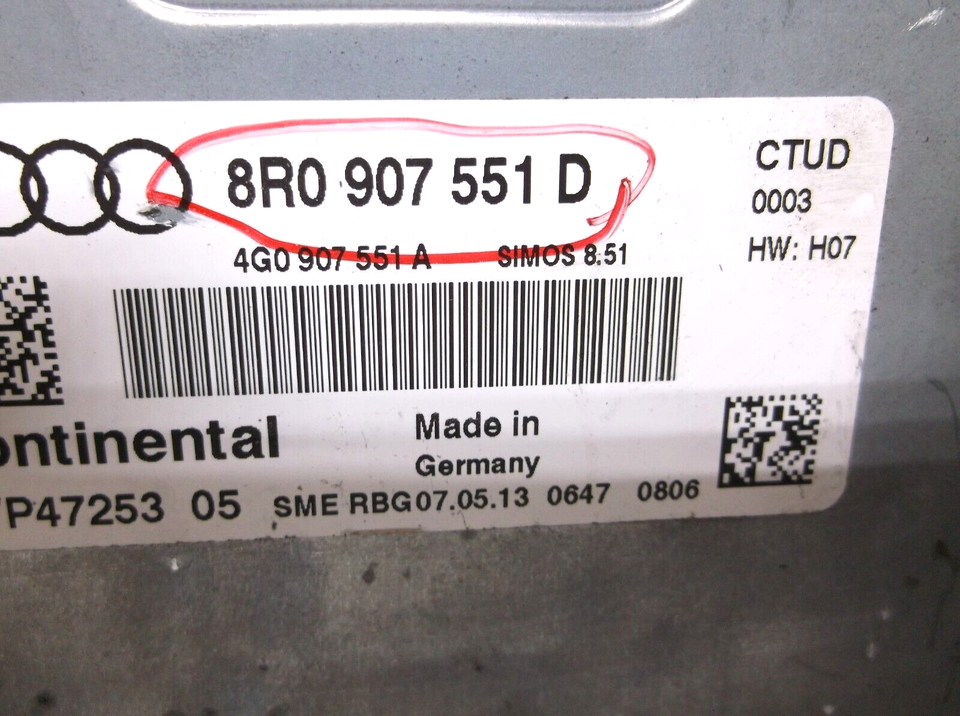 8R0 907 551 D
4G0 907 551 A SIMOS 8.51
CTUD
0003
HW: H07
ontinental
Made in
Germany
P47253 05 SME RBG07.05.13 0647 0806